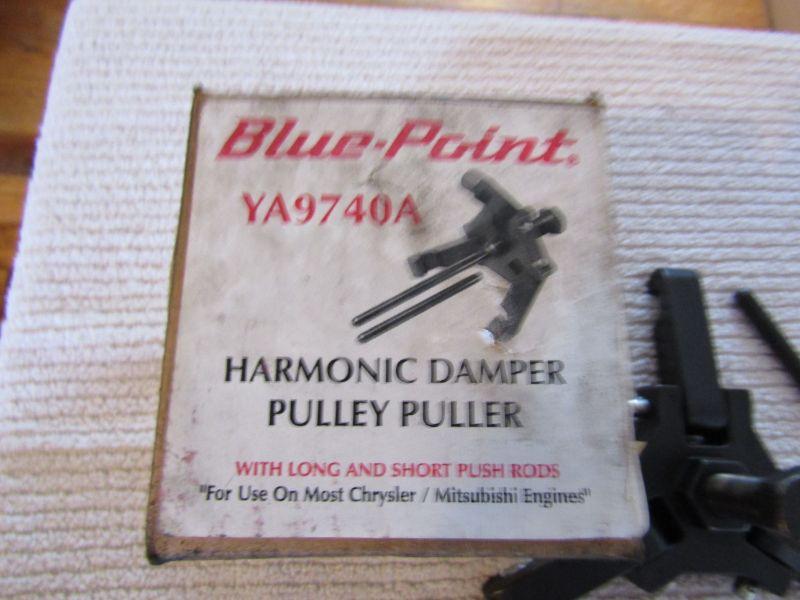 Blue-Point®
YA9740A
HARMONIC DAMPER
PULLEY PULLER
WITH LONG AND SHORT PUSH RODS
"For Use On Most Chrysler / Mitsubishi Engines"